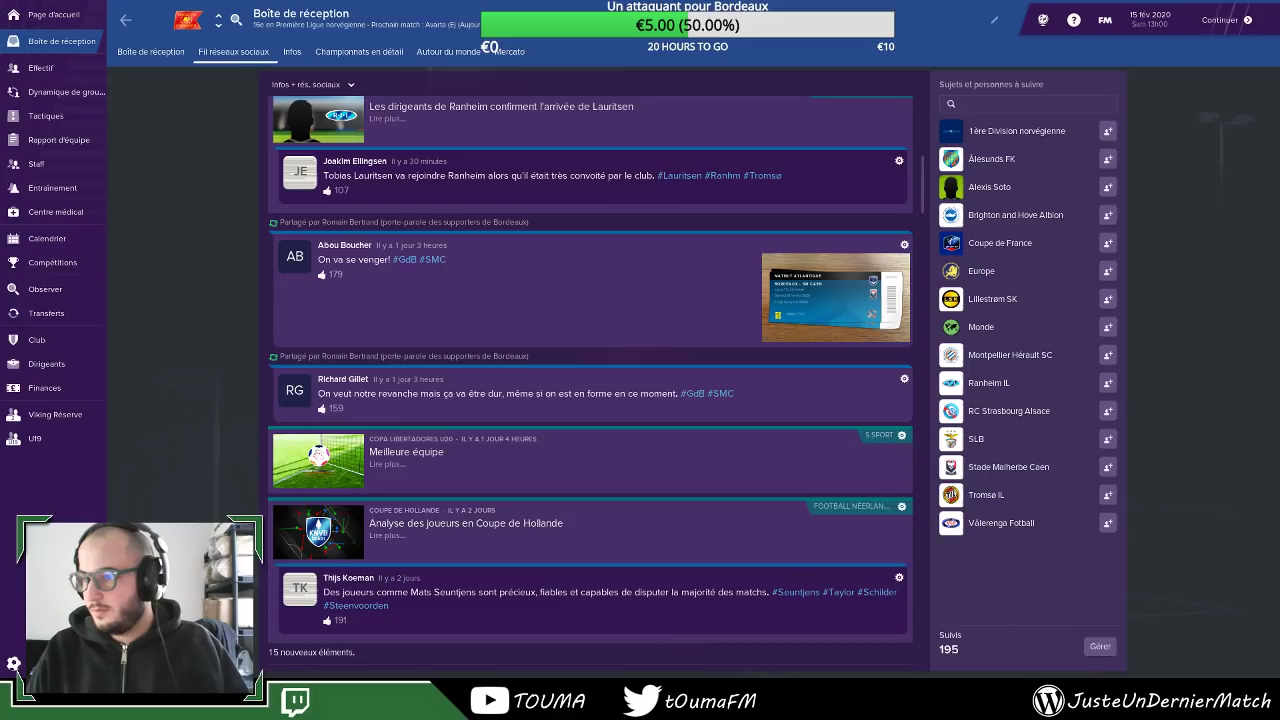 Un attaquant pour Bordeaux
Boîte de réception
16e en Première Ligue norvégienne - Prochain match : Avarta (E) (Aujour
€5.00 (50.00%)
€0
20 HOURS TO GO
€10
FM
15 fév 2020
Sam 13h00
Continuer
Page d'accueil
Boîte de réception
Effectif
Dynamique de grou...
Tactiques
Rapport d'équipe
Staff
Entraînement
Centre médical
Calendrier
Compétitions
Observer
Transferts
Club
Dirigeants
Finances
Viking Réserve
U19
Boîte de réception
Fil réseaux sociaux
Infos
Championnats en détail
Autour du monde
Mercato
Infos + rés. sociaux
Les dirigeants de Ranheim confirment l'arrivée de Lauritsen
Lire plus...
JE
Joakim Ellingsen Il y a 30 minutes
Tobias Lauritsen va rejoindre Ranheim alors qu'il était très convoité par le club. #Lauritsen #Ranhm #Tromsø
107
Partagé par Romain Bertrand (porte-parole des supporters de Bordeaux)
AB
Abou Boucher Il y a 1 jour 3 heures
On va se venger! #GdB #SMC
179
MATMUT ATLANTIQUE
BORDEAUX - SM CAEN
Partagé par Romain Bertrand (porte-parole des supporters de Bordeaux)
RG
Richard Gillet Il y a 1 jour 3 heures
On veut notre revanche mais ça va être dur, même si on est en forme en ce moment. #GdB #SMC
159
COPA LIBERTADORES U20 - IL Y A 1 JOUR 4 HEURES
S SPORT
Meilleure équipe
Lire plus...
COUPE DE HOLLANDE - IL Y A 2 JOURS
FOOTBALL NÉERLAN...
KNVB
Analyse des joueurs en Coupe de Hollande
Lire plus...
TK
Thijs Koeman Il y a 2 jours
Des joueurs comme Mats Seuntjens sont précieux, fiables et capables de disputer la majorité des matchs. #Seuntjens #Taylor #Schilder
#Steenvoorden
191
15 nouveaux éléments.
Sujets et personnes à suivre
1ère Division norvégienne
Ålesunds FK
Alexis Soto
Brighton and Hove Albion
Coupe de France
Europe
Lillestrøm SK
Monde
Montpellier Hérault SC
Ranheim IL
RC Strasbourg Alsace
SLB
Stade Malherbe Caen
Tromsø IL
Vålerenga Fotball
Suivis
195
Gérer
TOUMA
tOumaFM
JusteUnDernierMatch